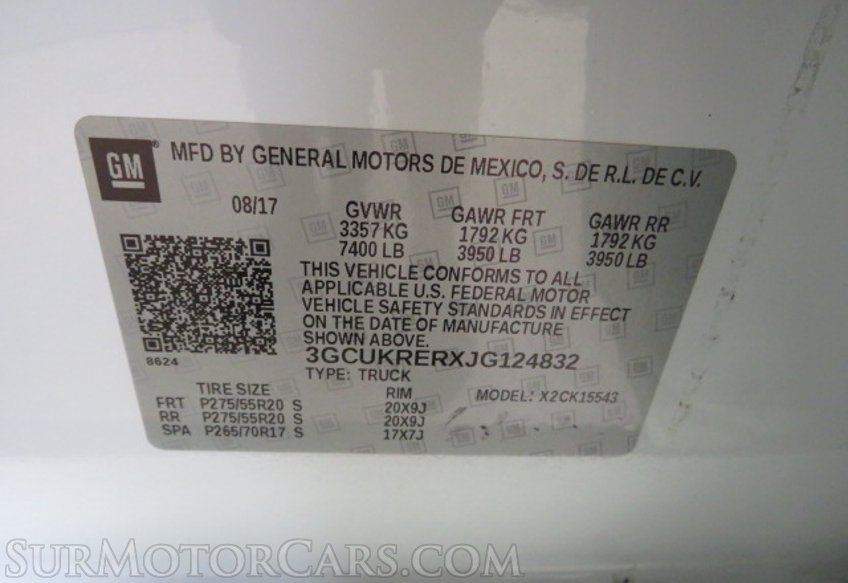 GM
MFD BY GENERAL MOTORS DE MEXICO, S. DE R.L. DE C.V.
08/17 GVWR GAWR FRT GAWR RR
3357 KG 1792 KG 1792 KG
7400 LB 3950 LB 3950 LB
THIS VEHICLE CONFORMS TO ALL
APPLICABLE U.S. FEDERAL MOTOR
VEHICLE SAFETY STANDARDS IN EFFECT
ON THE DATE OF MANUFACTURE
SHOWN ABOVE.
8624 3GCUKRERXJG124832
TYPE: TRUCK
TIRE SIZE RIM MODEL: X2CK15543
FRT P275/55R20 S 20X9J
RR P275/55R20 S 20X9J
SPA P265/70R17 S 17X7J
SURMOTORCARS.COM